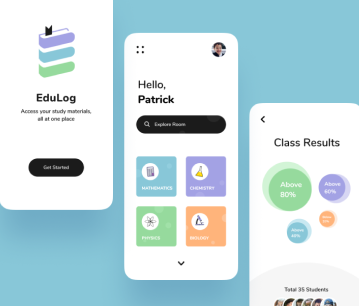 EduLog
Access your study materials,
all at one place
Get Started
Hello,
Patrick
Explore Room
MATHEMATICS
CHEMISTRY
PHYSICS
BIOLOGY
Class Results
Above
80%
Above
60%
Above
Total 35 Students